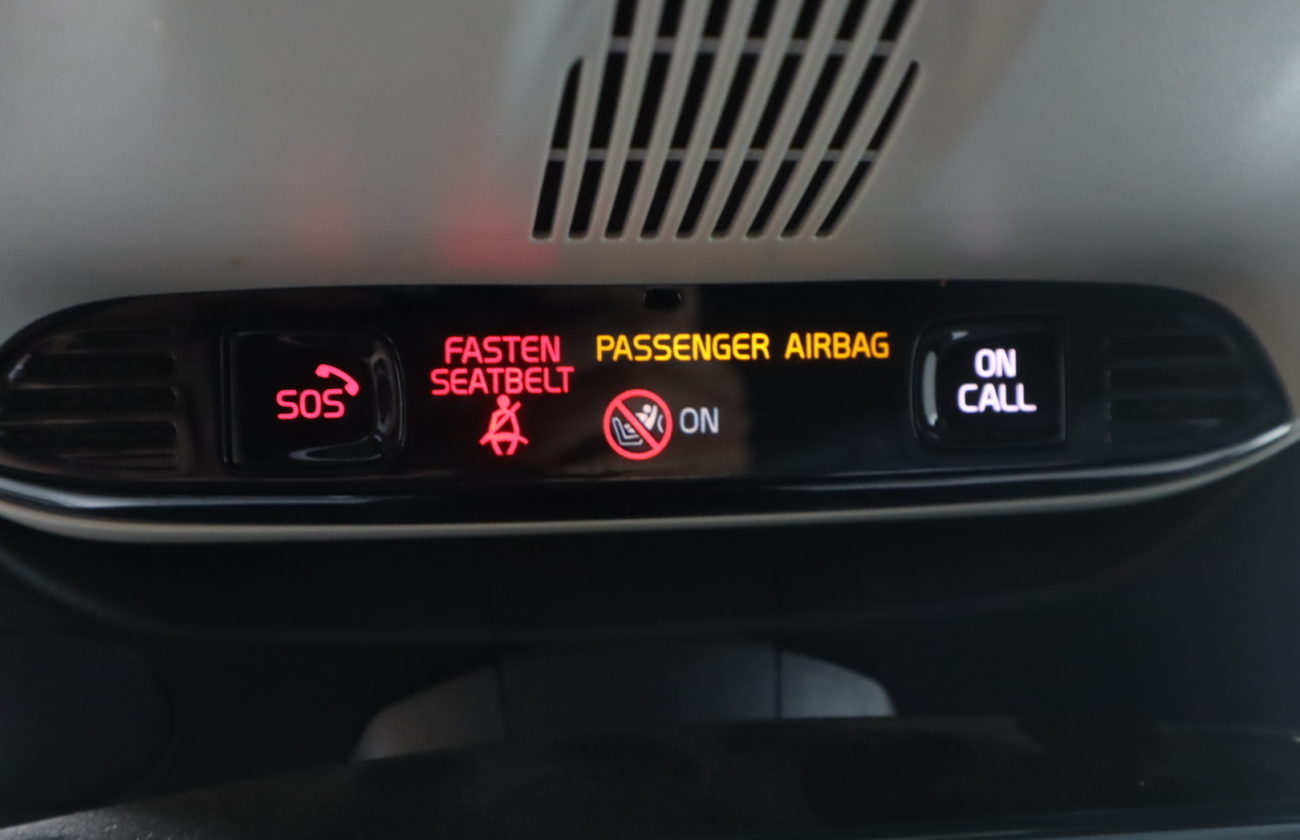 SOS
FASTEN
SEATBELT
PASSENGER AIRBAG
ON
ON
CALL